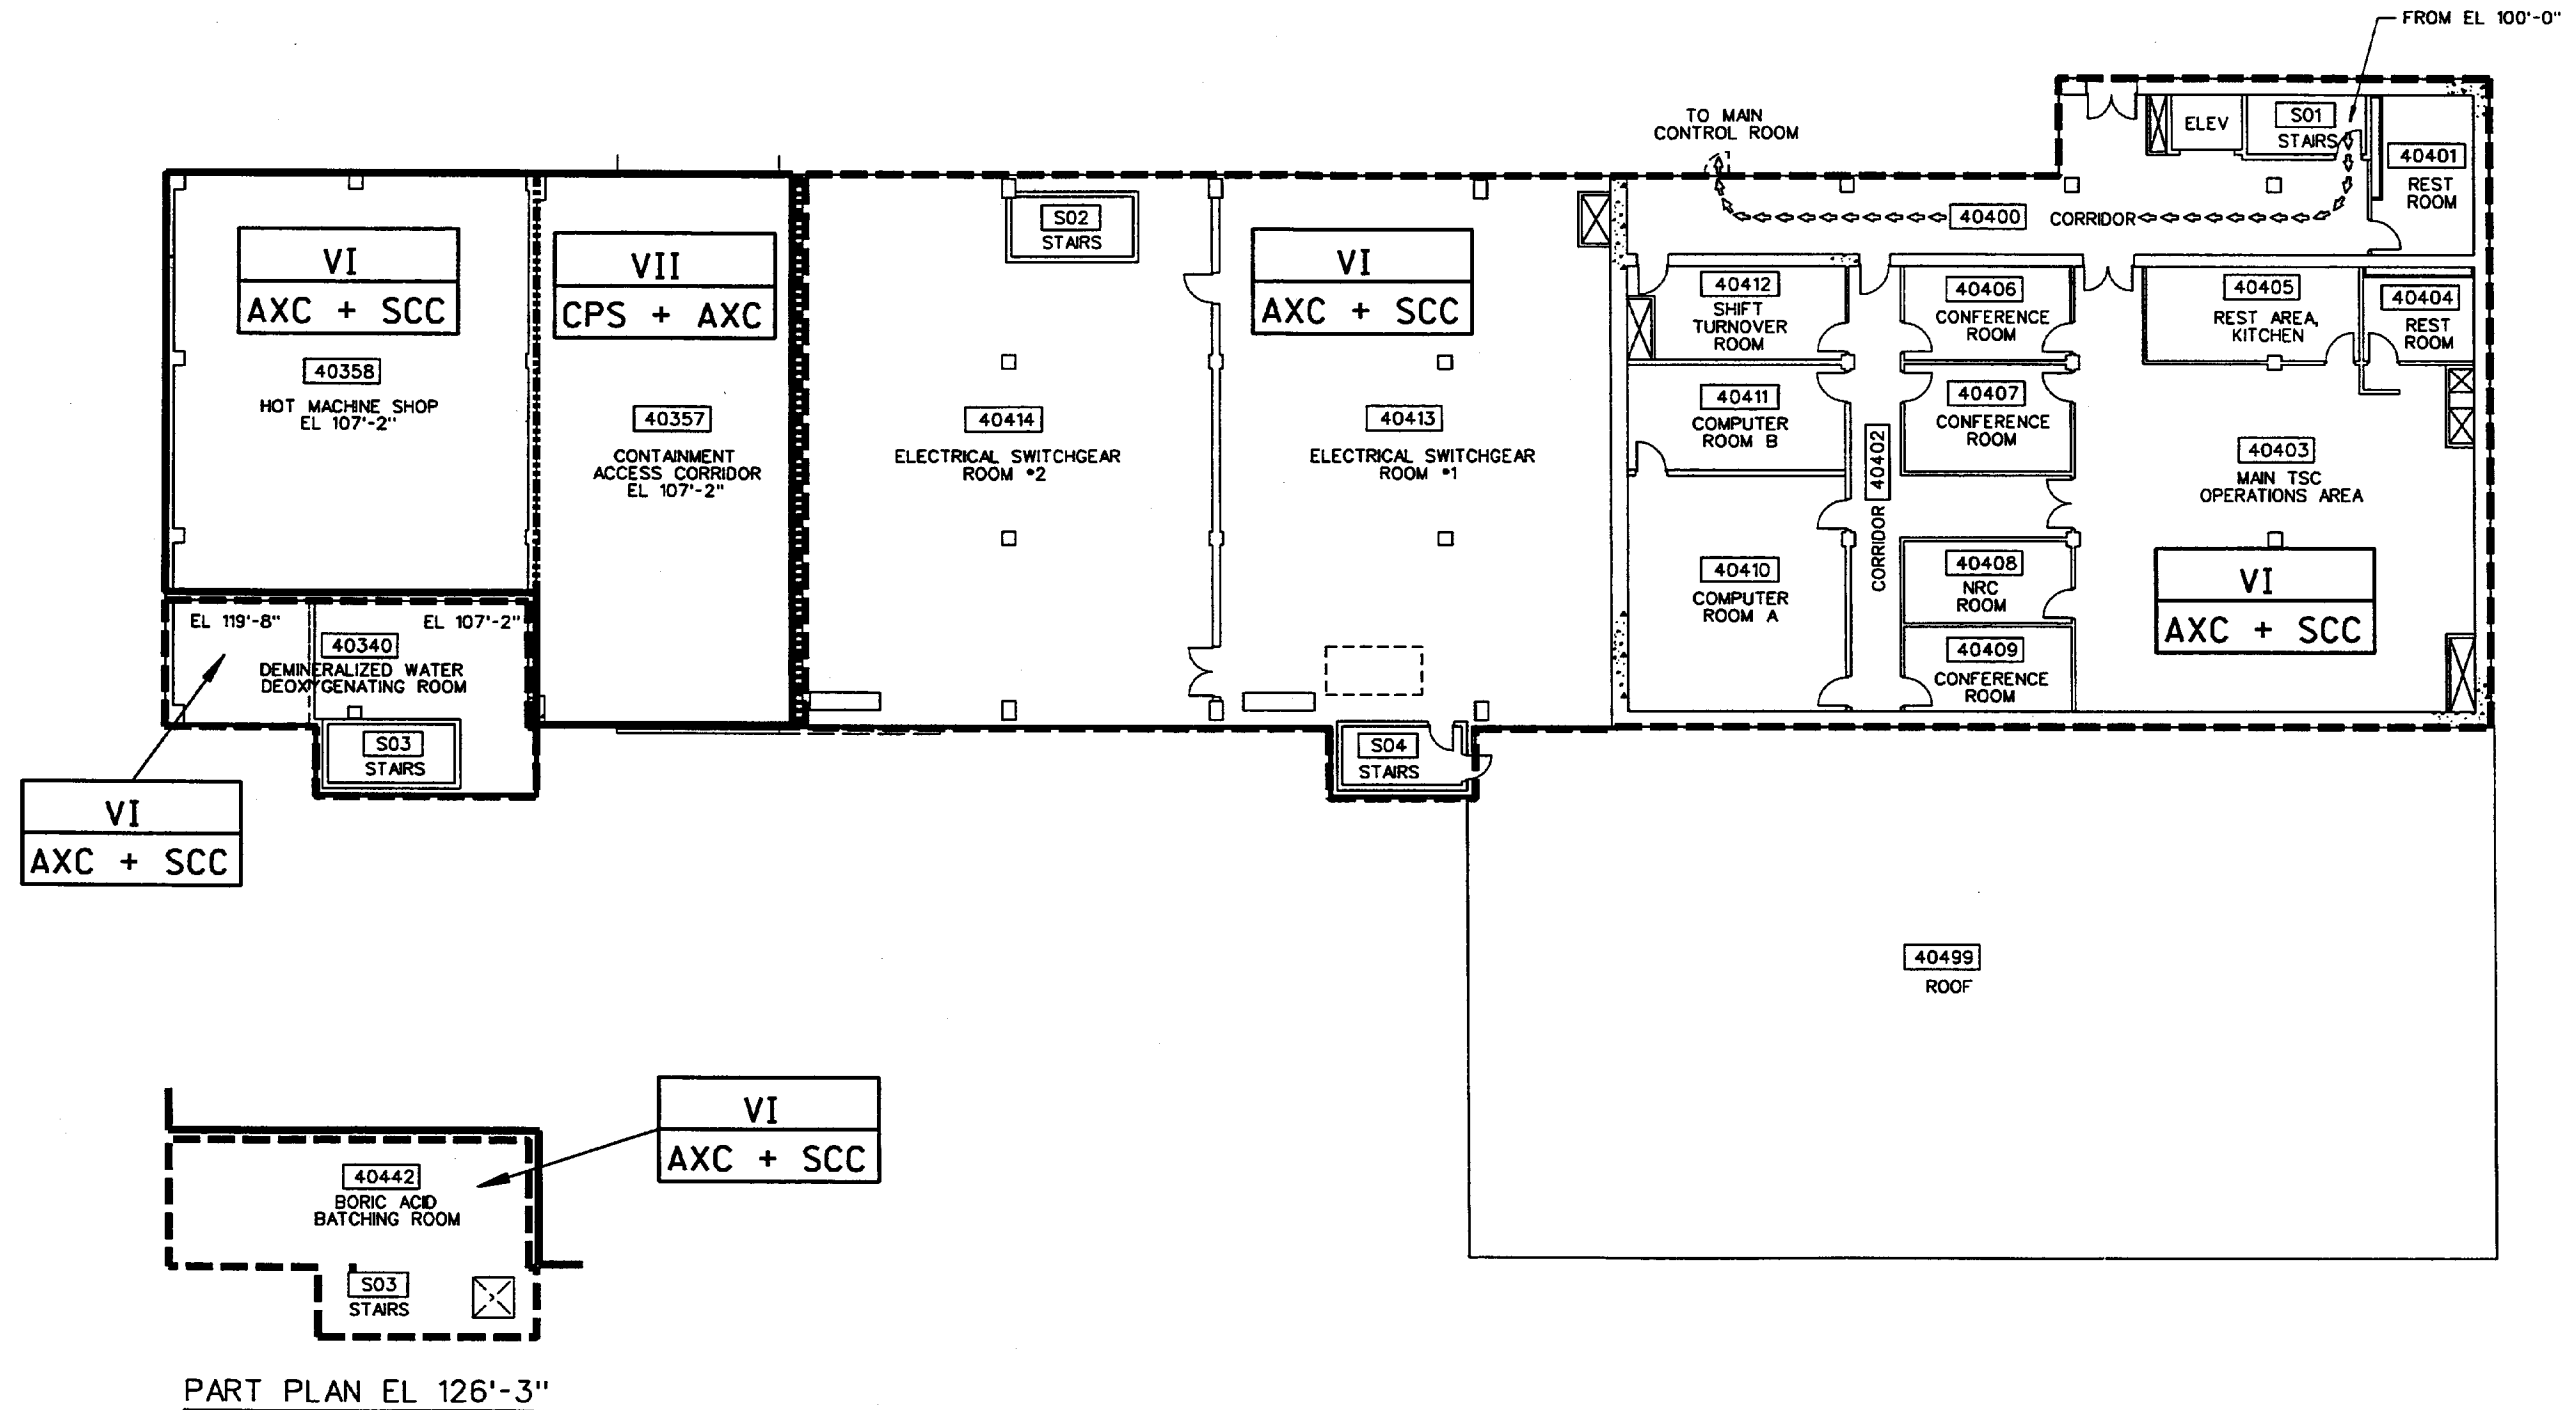 FROM EL 100'-0"
TO MAIN
CONTROL ROOM
ELEV
S01
STAIRS
40401
REST
ROOM
40400
CORRIDOR
S02
STAIRS
VI
AXC + SCC
VII
CPS + AXC
VI
AXC + SCC
40358
HOT MACHINE SHOP
EL 107'-2"
40357
CONTAINMENT
ACCESS CORRIDOR
EL 107'-2"
40414
ELECTRICAL SWITCHGEAR
ROOM #2
40413
ELECTRICAL SWITCHGEAR
ROOM #1
40412
SHIFT
TURNOVER
ROOM
40406
CONFERENCE
ROOM
40405
REST AREA,
KITCHEN
40404
REST
ROOM
40411
COMPUTER
ROOM B
40407
CONFERENCE
ROOM
CORRIDOR 40402
40403
MAIN TSC
OPERATIONS AREA
40410
COMPUTER
ROOM A
40408
NRC
ROOM
VI
AXC + SCC
40409
CONFERENCE
ROOM
EL 119'-8"
EL 107'-2"
40340
DEMINERALIZED WATER
DEOXYGENATING ROOM
S03
STAIRS
S04
STAIRS
VI
AXC + SCC
40499
ROOF
VI
AXC + SCC
40442
BORIC ACID
BATCHING ROOM
S03
STAIRS
PART PLAN EL 126'-3"